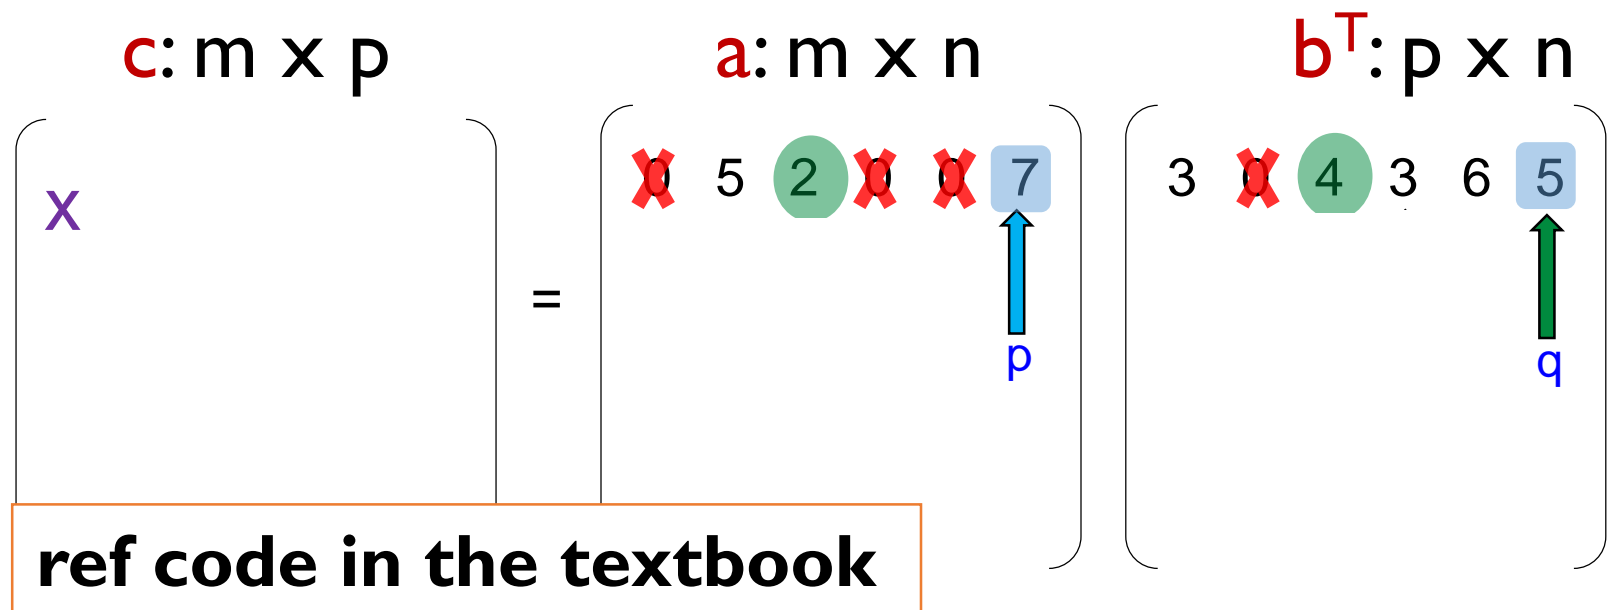 c: m x p a: m x n bᵀ: p x n
0 5 2 0 0 7 3 0 4 3 6 5
x
=
p q
ref code in the textbook